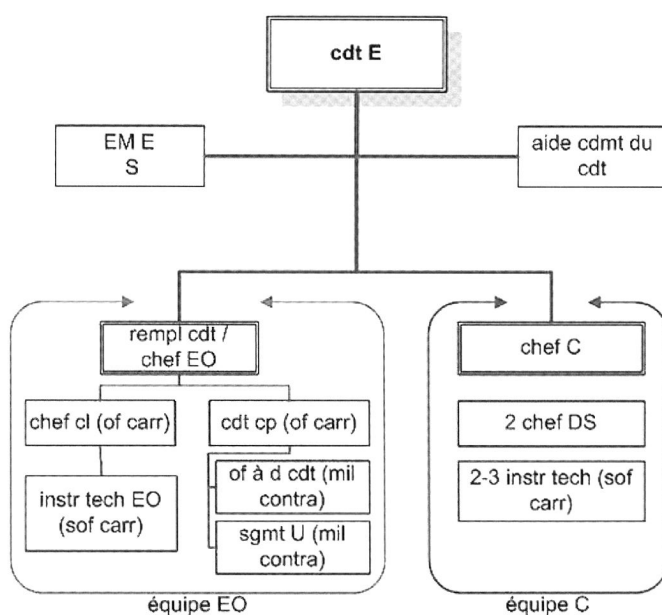 cdt E
EM E
S
aide cdmt du
cdt
rempl cdt /
chef EO
chef C
chef cl (of carr)
cdt cp (of carr)
2 chef DS
instr tech EO
(sof carr)
of à d cdt (mil
contra)
2-3 instr tech (sof
carr)
sgmt U (mil
contra)
équipe EO
équipe C